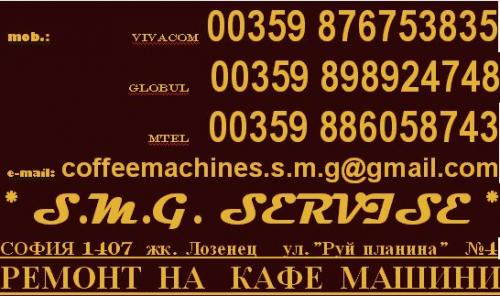 mob.: VIVACOM 00359 876753835
GLOBUL 00359 898924748
MTEL 00359 886058743
e-mail: coffeemachines.s.m.g@gmail.com
* S.M.G. SERVISE *
СОФИЯ 1407 жк. Лозенец ул."Руй планина" №4
РЕМОНТ НА КАФЕ МАШИНИ